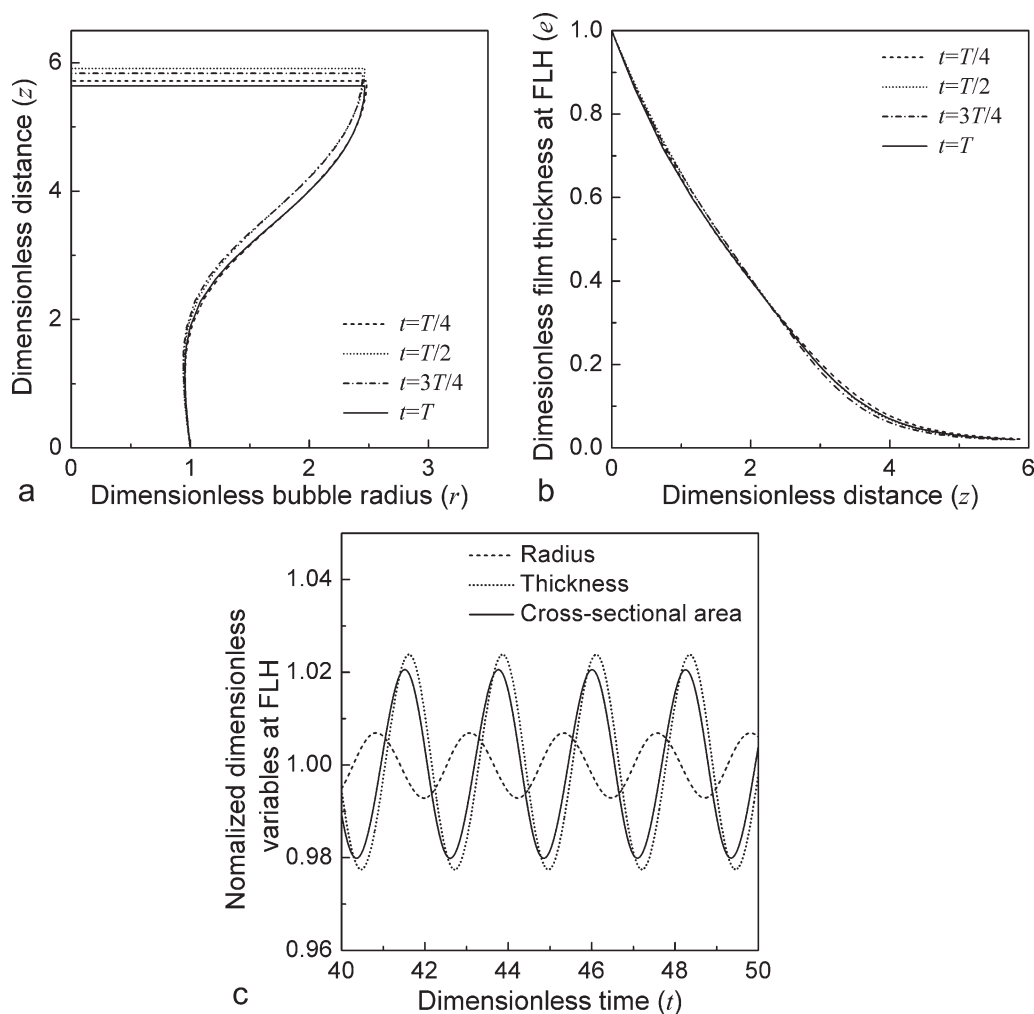 Dimensionless distance (z)
6
4
2
0
0
1
2
3
t=T/4
t=T/2
t=3T/4
t=T
Dimensionless bubble radius (r)
a
Dimesionless film thickness at FLH (e)
1.0
0.8
0.6
0.4
0.2
0.0
0
2
4
6
t=T/4
t=T/2
t=3T/4
t=T
Dimensionless distance (z)
b
Nomalized dimensionless
variables at FLH
1.04
1.02
1.00
0.98
0.96
40
42
44
46
48
50
Radius
Thickness
Cross-sectional area
Dimensionless time (t)
c